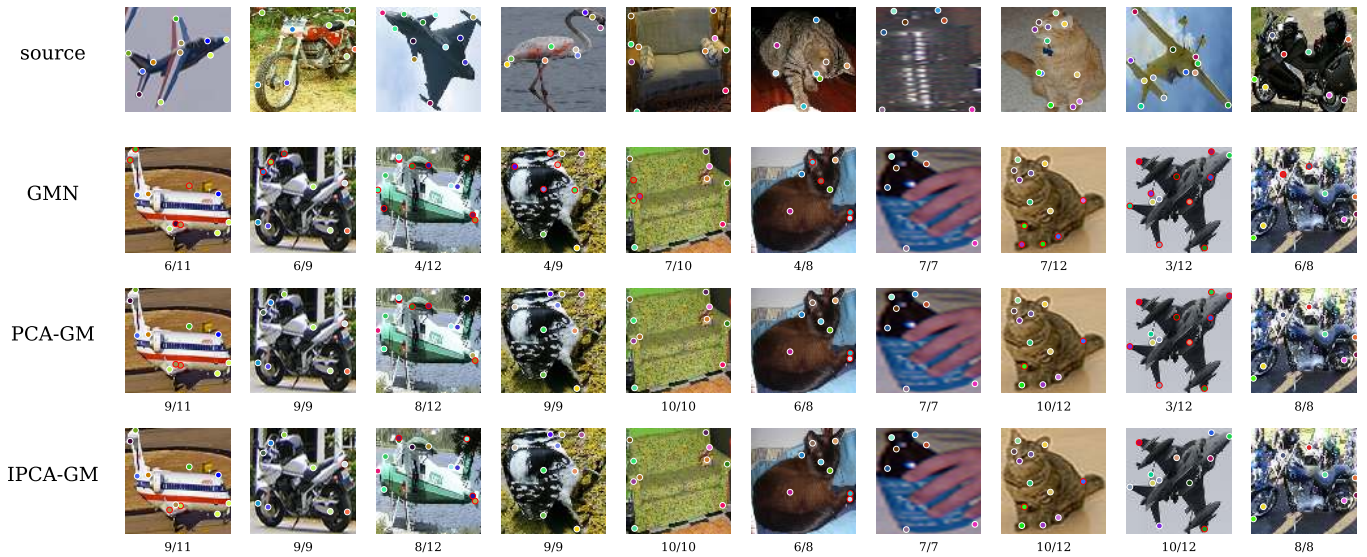 source
GMN
6/11 6/9 4/12 4/9 7/10 4/8 7/7 7/12 3/12 6/8
PCA-GM
9/11 9/9 8/12 9/9 10/10 6/8 7/7 10/12 3/12 8/8
IPCA-GM
9/11 9/9 8/12 9/9 10/10 6/8 7/7 10/12 10/12 8/8